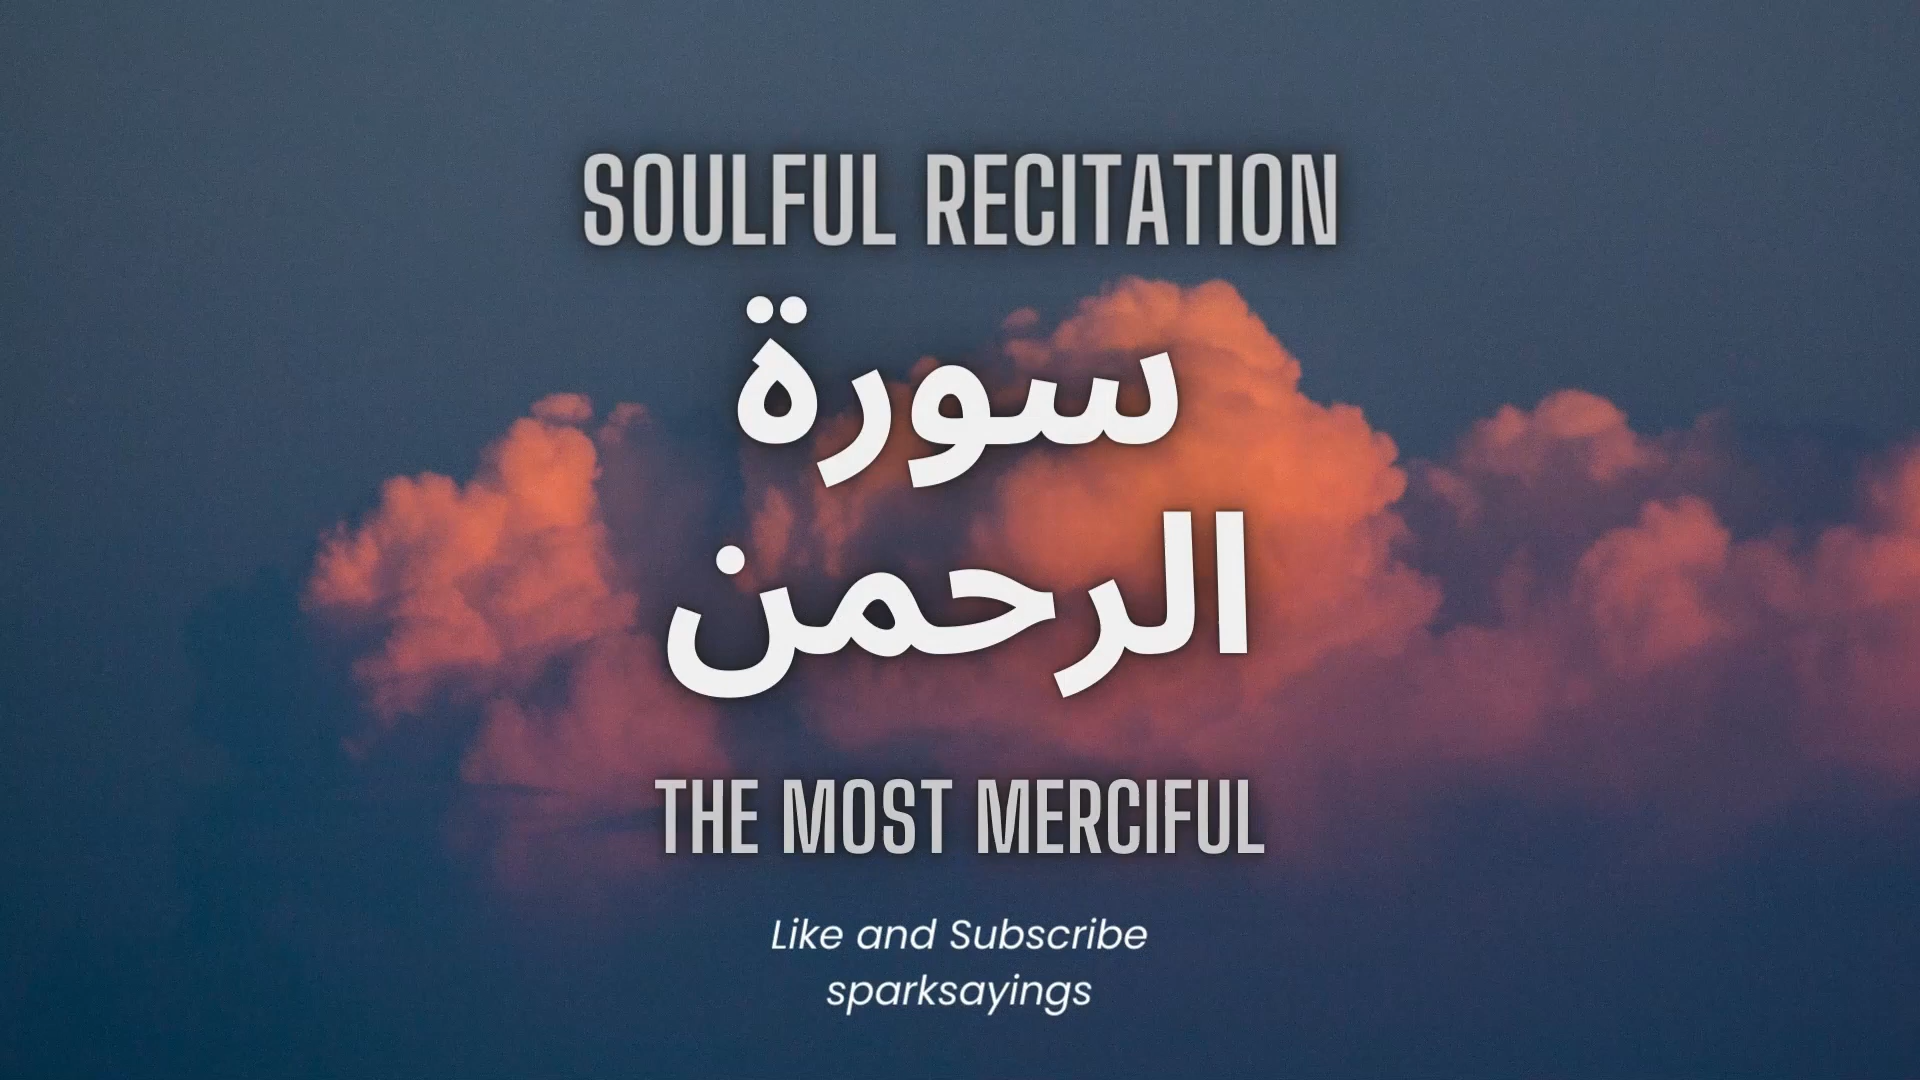 SOULFUL RECITATION
سورة
الرحمن
THE MOST MERCIFUL
Like and Subscribe
sparksayings